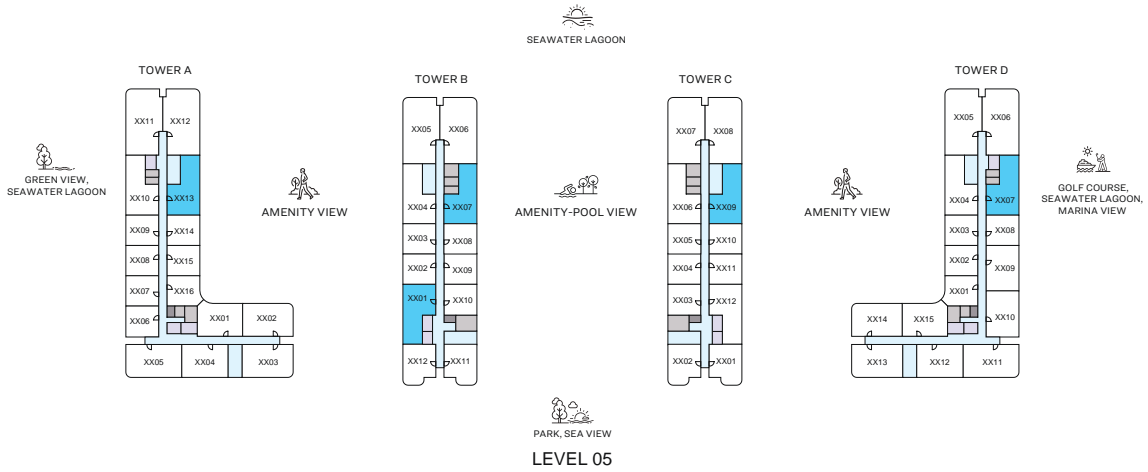 SEAWATER LAGOON
TOWER A
TOWER B
TOWER C
TOWER D
XX11
XX12
XX10
XX13
XX09
XX14
XX08
XX15
XX07
XX16
XX06
XX01
XX02
XX05
XX04
XX03
XX05
XX06
XX04
XX07
XX03
XX08
XX02
XX09
XX01
XX10
XX12
XX11
XX07
XX08
XX06
XX09
XX05
XX10
XX04
XX11
XX03
XX12
XX02
XX01
XX05
XX06
XX04
XX07
XX03
XX08
XX02
XX09
XX01
XX10
XX14
XX15
XX13
XX12
XX11
GREEN VIEW,
SEAWATER LAGOON
AMENITY VIEW
AMENITY-POOL VIEW
AMENITY VIEW
GOLF COURSE,
SEAWATER LAGOON,
MARINA VIEW
PARK, SEA VIEW
LEVEL 05